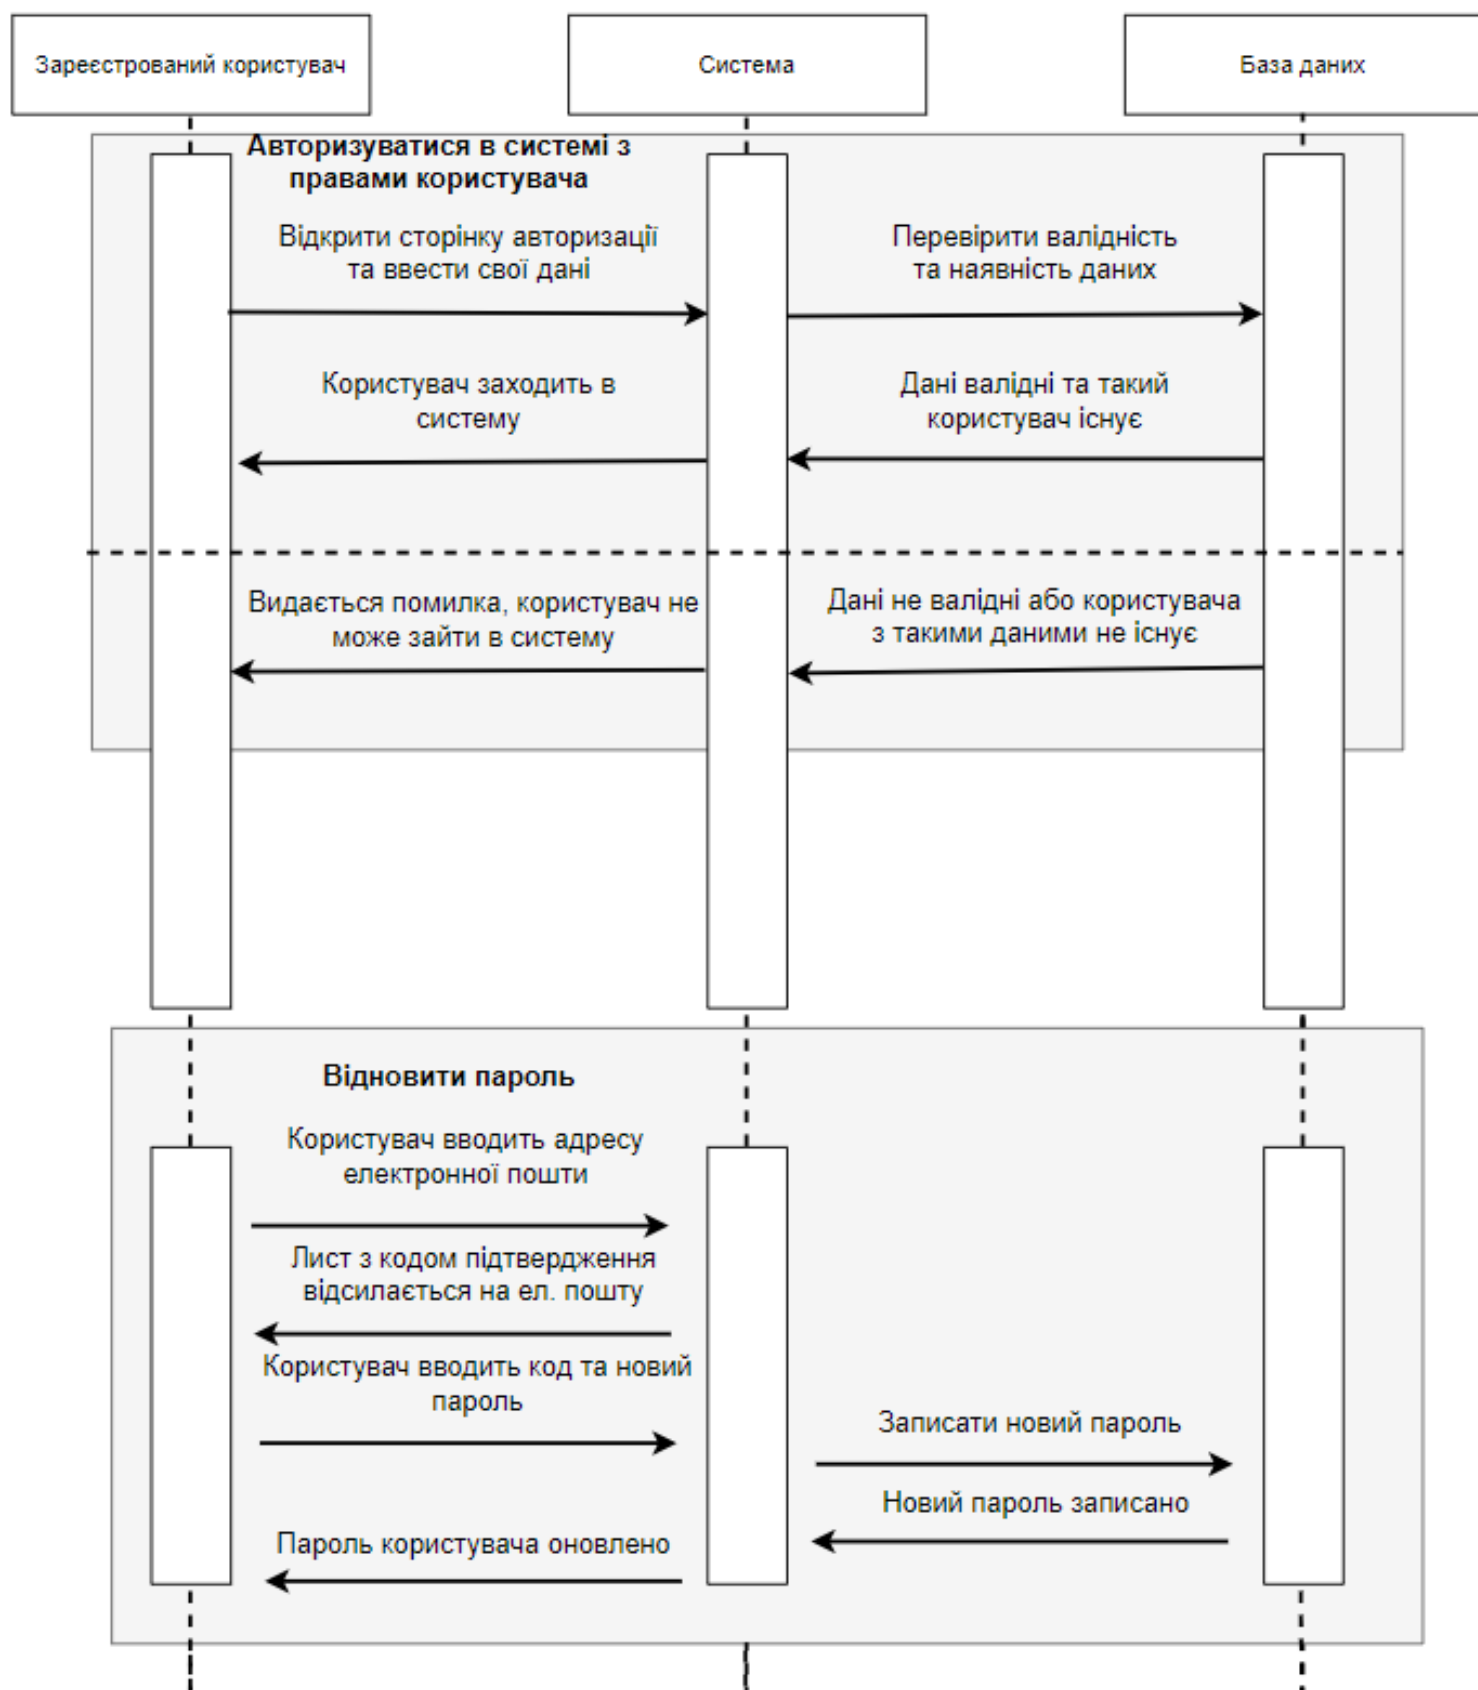 Зареєстрований користувач
Система
База даних
Авторизуватися в системі з
правами користувача
Відкрити сторінку авторизації
та ввести свої дані
Перевірити валідність
та наявність даних
Користувач заходить в
систему
Дані валідні та такий
користувач існує
Видається помилка, користувач не
може зайти в систему
Дані не валідні або користувача
з такими даними не існує
Відновити пароль
Користувач вводить адресу
електронної пошти
Лист з кодом підтвердження
відсилається на ел. пошту
Користувач вводить код та новий
пароль
Записати новий пароль
Новий пароль записано
Пароль користувача оновлено